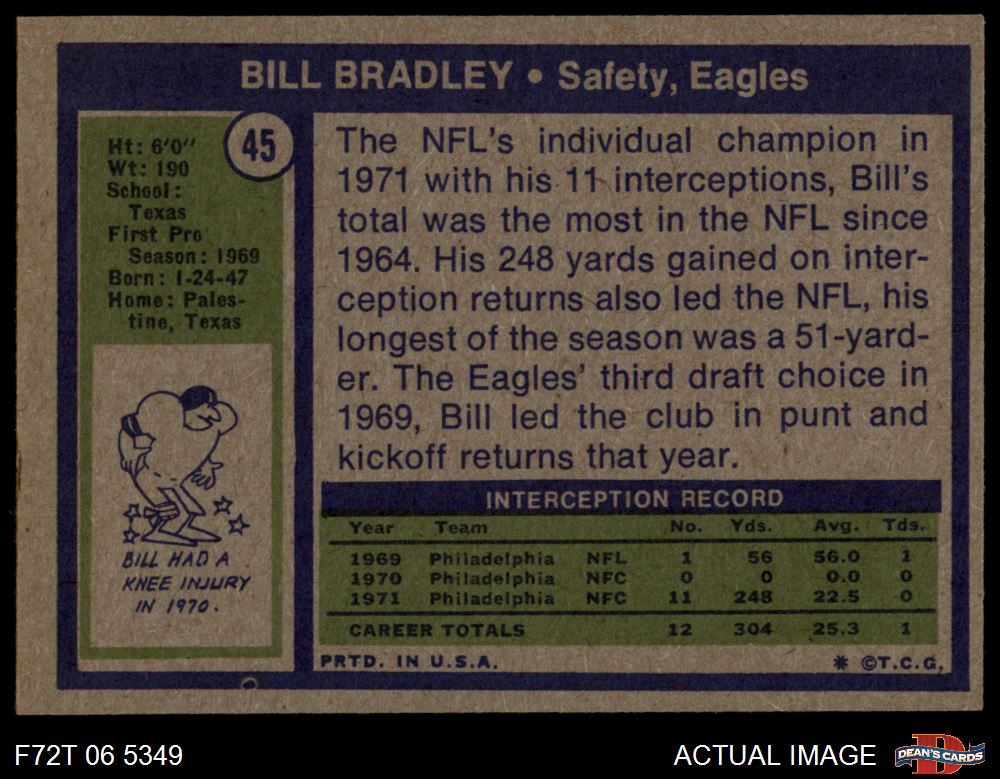 BILL BRADLEY • Safety, Eagles
45
Ht: 6'0"
Wt: 190
School:
Texas
First Pro
Season: 1969
Born: 1-24-47
Home: Pales-
tine, Texas
BILL HAD A
KNEE INJURY
IN 1970.
The NFL's individual champion in
1971 with his 11 interceptions, Bill's
total was the most in the NFL since
1964. His 248 yards gained on inter-
ception returns also led the NFL, his
longest of the season was a 51-yard-
er. The Eagles' third draft choice in
1969, Bill led the club in punt and
kickoff returns that year.
INTERCEPTION RECORD
Year Team No. Yds. Avg. Tds.
1969 Philadelphia NFL 1 56 56.0 1
1970 Philadelphia NFC 0 0 0.0 0
1971 Philadelphia NFC 11 248 22.5 0
CAREER TOTALS 12 304 25.3 1
PRTD. IN U.S.A. * ©T.C.G.
F72T 06 5349 ACTUAL IMAGE DEAN'S CARDS